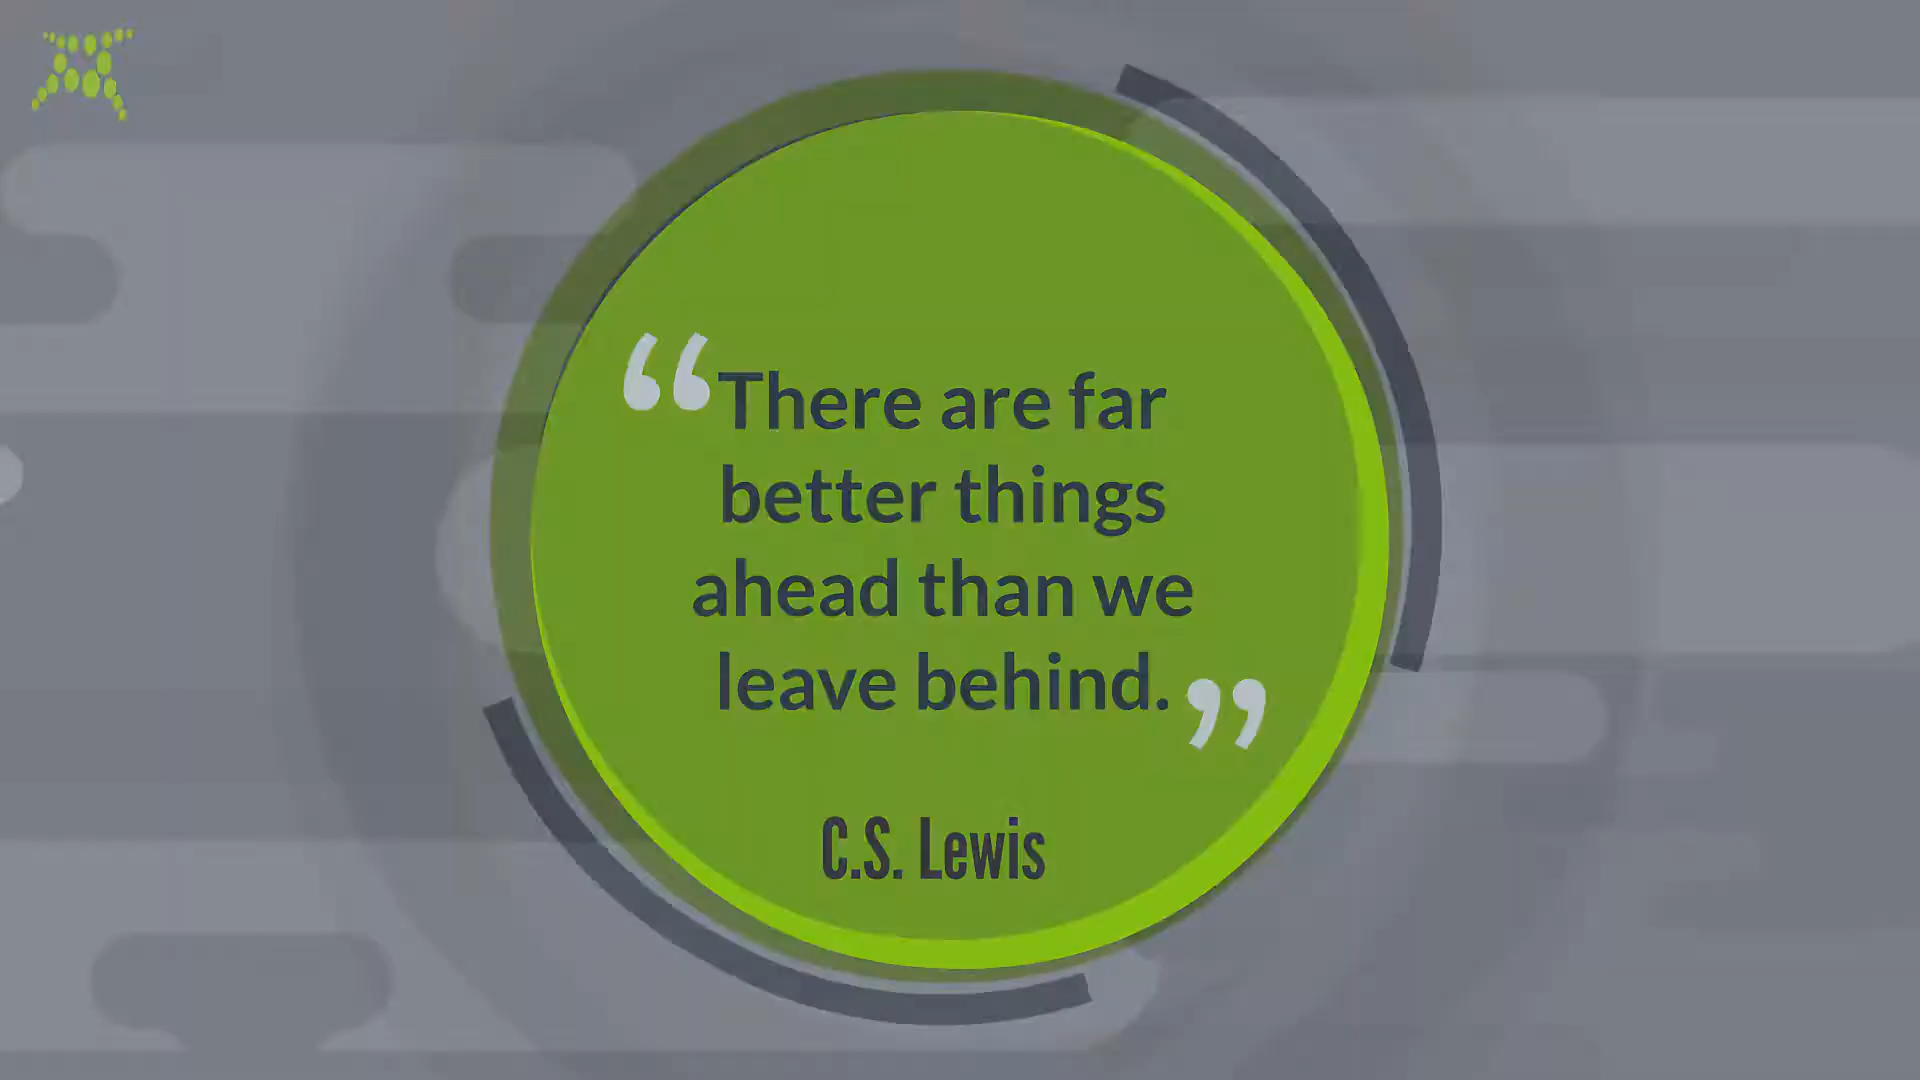 “There are far
better things
ahead than we
leave behind.”
C.S. Lewis